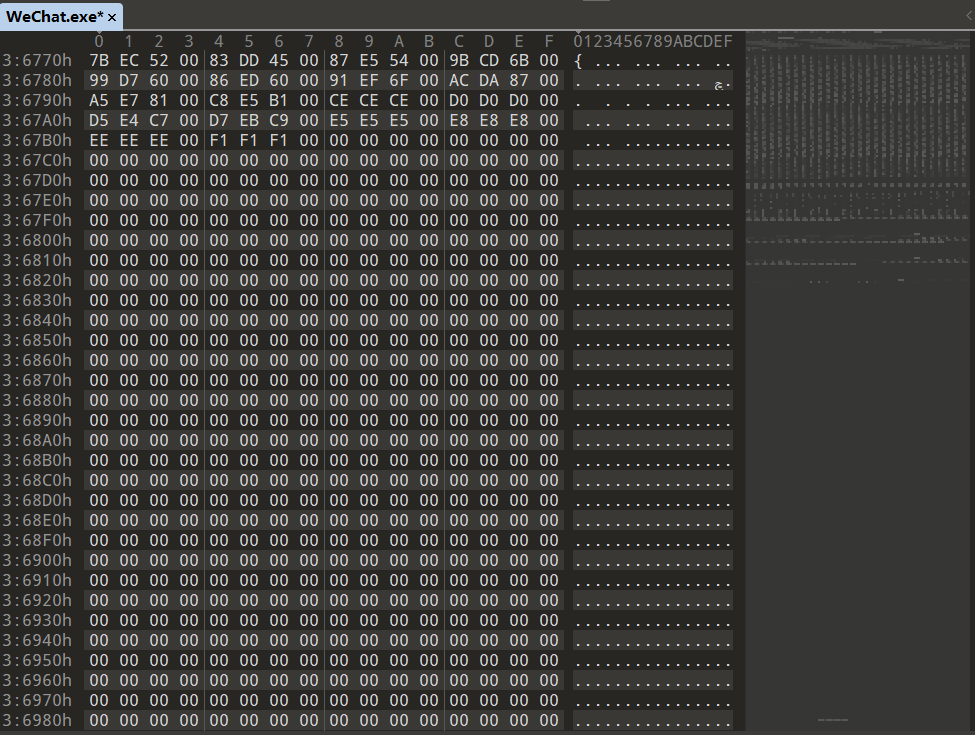 WeChat.exe* ×
0 1 2 3 4 5 6 7 8 9 A B C D E F 0123456789ABCDEF
3:6770h 7B EC 52 00 83 DD 45 00 87 E5 54 00 9B CD 6B 00 { ... ... ... ..
3:6780h 99 D7 60 00 86 ED 60 00 91 EF 6F 00 AC DA 87 00
3:6790h A5 E7 81 00 C8 E5 B1 00 CE CE CE 00 D0 D0 D0 00
3:67A0h D5 E4 C7 00 D7 EB C9 00 E5 E5 E5 00 E8 E8 E8 00
3:67B0h EE EE EE 00 F1 F1 F1 00 00 00 00 00 00 00 00 00
3:67C0h 00 00 00 00 00 00 00 00 00 00 00 00 00 00 00 00 ................
3:67D0h 00 00 00 00 00 00 00 00 00 00 00 00 00 00 00 00 ................
3:67E0h 00 00 00 00 00 00 00 00 00 00 00 00 00 00 00 00 ................
3:67F0h 00 00 00 00 00 00 00 00 00 00 00 00 00 00 00 00 ................
3:6800h 00 00 00 00 00 00 00 00 00 00 00 00 00 00 00 00 ................
3:6810h 00 00 00 00 00 00 00 00 00 00 00 00 00 00 00 00 ................
3:6820h 00 00 00 00 00 00 00 00 00 00 00 00 00 00 00 00 ................
3:6830h 00 00 00 00 00 00 00 00 00 00 00 00 00 00 00 00 ................
3:6840h 00 00 00 00 00 00 00 00 00 00 00 00 00 00 00 00 ................
3:6850h 00 00 00 00 00 00 00 00 00 00 00 00 00 00 00 00 ................
3:6860h 00 00 00 00 00 00 00 00 00 00 00 00 00 00 00 00 ................
3:6870h 00 00 00 00 00 00 00 00 00 00 00 00 00 00 00 00 ................
3:6880h 00 00 00 00 00 00 00 00 00 00 00 00 00 00 00 00 ................
3:6890h 00 00 00 00 00 00 00 00 00 00 00 00 00 00 00 00 ................
3:68A0h 00 00 00 00 00 00 00 00 00 00 00 00 00 00 00 00 ................
3:68B0h 00 00 00 00 00 00 00 00 00 00 00 00 00 00 00 00 ................
3:68C0h 00 00 00 00 00 00 00 00 00 00 00 00 00 00 00 00 ................
3:68D0h 00 00 00 00 00 00 00 00 00 00 00 00 00 00 00 00 ................
3:68E0h 00 00 00 00 00 00 00 00 00 00 00 00 00 00 00 00 ................
3:68F0h 00 00 00 00 00 00 00 00 00 00 00 00 00 00 00 00 ................
3:6900h 00 00 00 00 00 00 00 00 00 00 00 00 00 00 00 00 ................
3:6910h 00 00 00 00 00 00 00 00 00 00 00 00 00 00 00 00 ................
3:6920h 00 00 00 00 00 00 00 00 00 00 00 00 00 00 00 00 ................
3:6930h 00 00 00 00 00 00 00 00 00 00 00 00 00 00 00 00 ................
3:6940h 00 00 00 00 00 00 00 00 00 00 00 00 00 00 00 00 ................
3:6950h 00 00 00 00 00 00 00 00 00 00 00 00 00 00 00 00 ................
3:6960h 00 00 00 00 00 00 00 00 00 00 00 00 00 00 00 00 ................
3:6970h 00 00 00 00 00 00 00 00 00 00 00 00 00 00 00 00 ................
3:6980h 00 00 00 00 00 00 00 00 00 00 00 00 00 00 00 00 ................